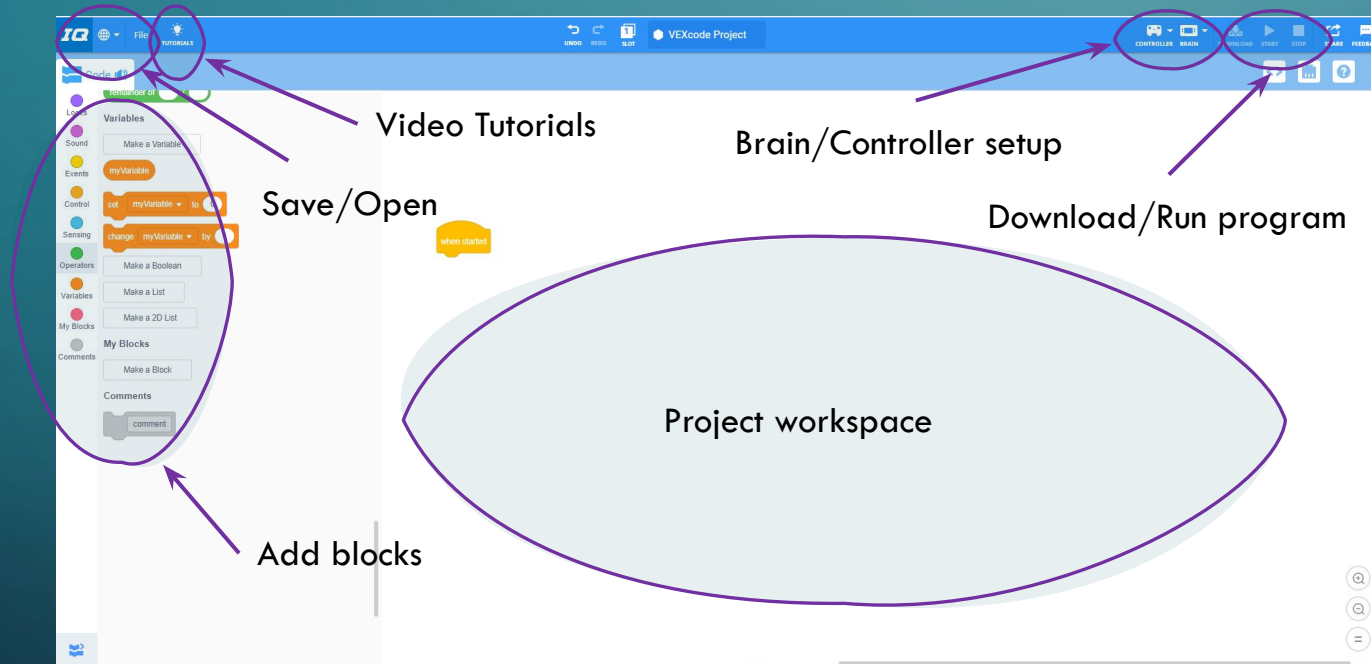 IQ
File
TUTORIALS
UNDO
REDO
1
SLOT
VEXcode Project
CONTROLLER
BRAIN
START
STOP
Code
remainder of
Looks
Sound
Events
Control
Sensing
Operators
Variables
My Blocks
Comments
Variables
Make a Variable
myVariable
set myVariable to
change myVariable by
Make a Boolean
Make a List
Make a 2D List
My Blocks
Make a Block
Comments
comment
when started
Video Tutorials
Save/Open
Brain/Controller setup
Download/Run program
Project workspace
Add blocks